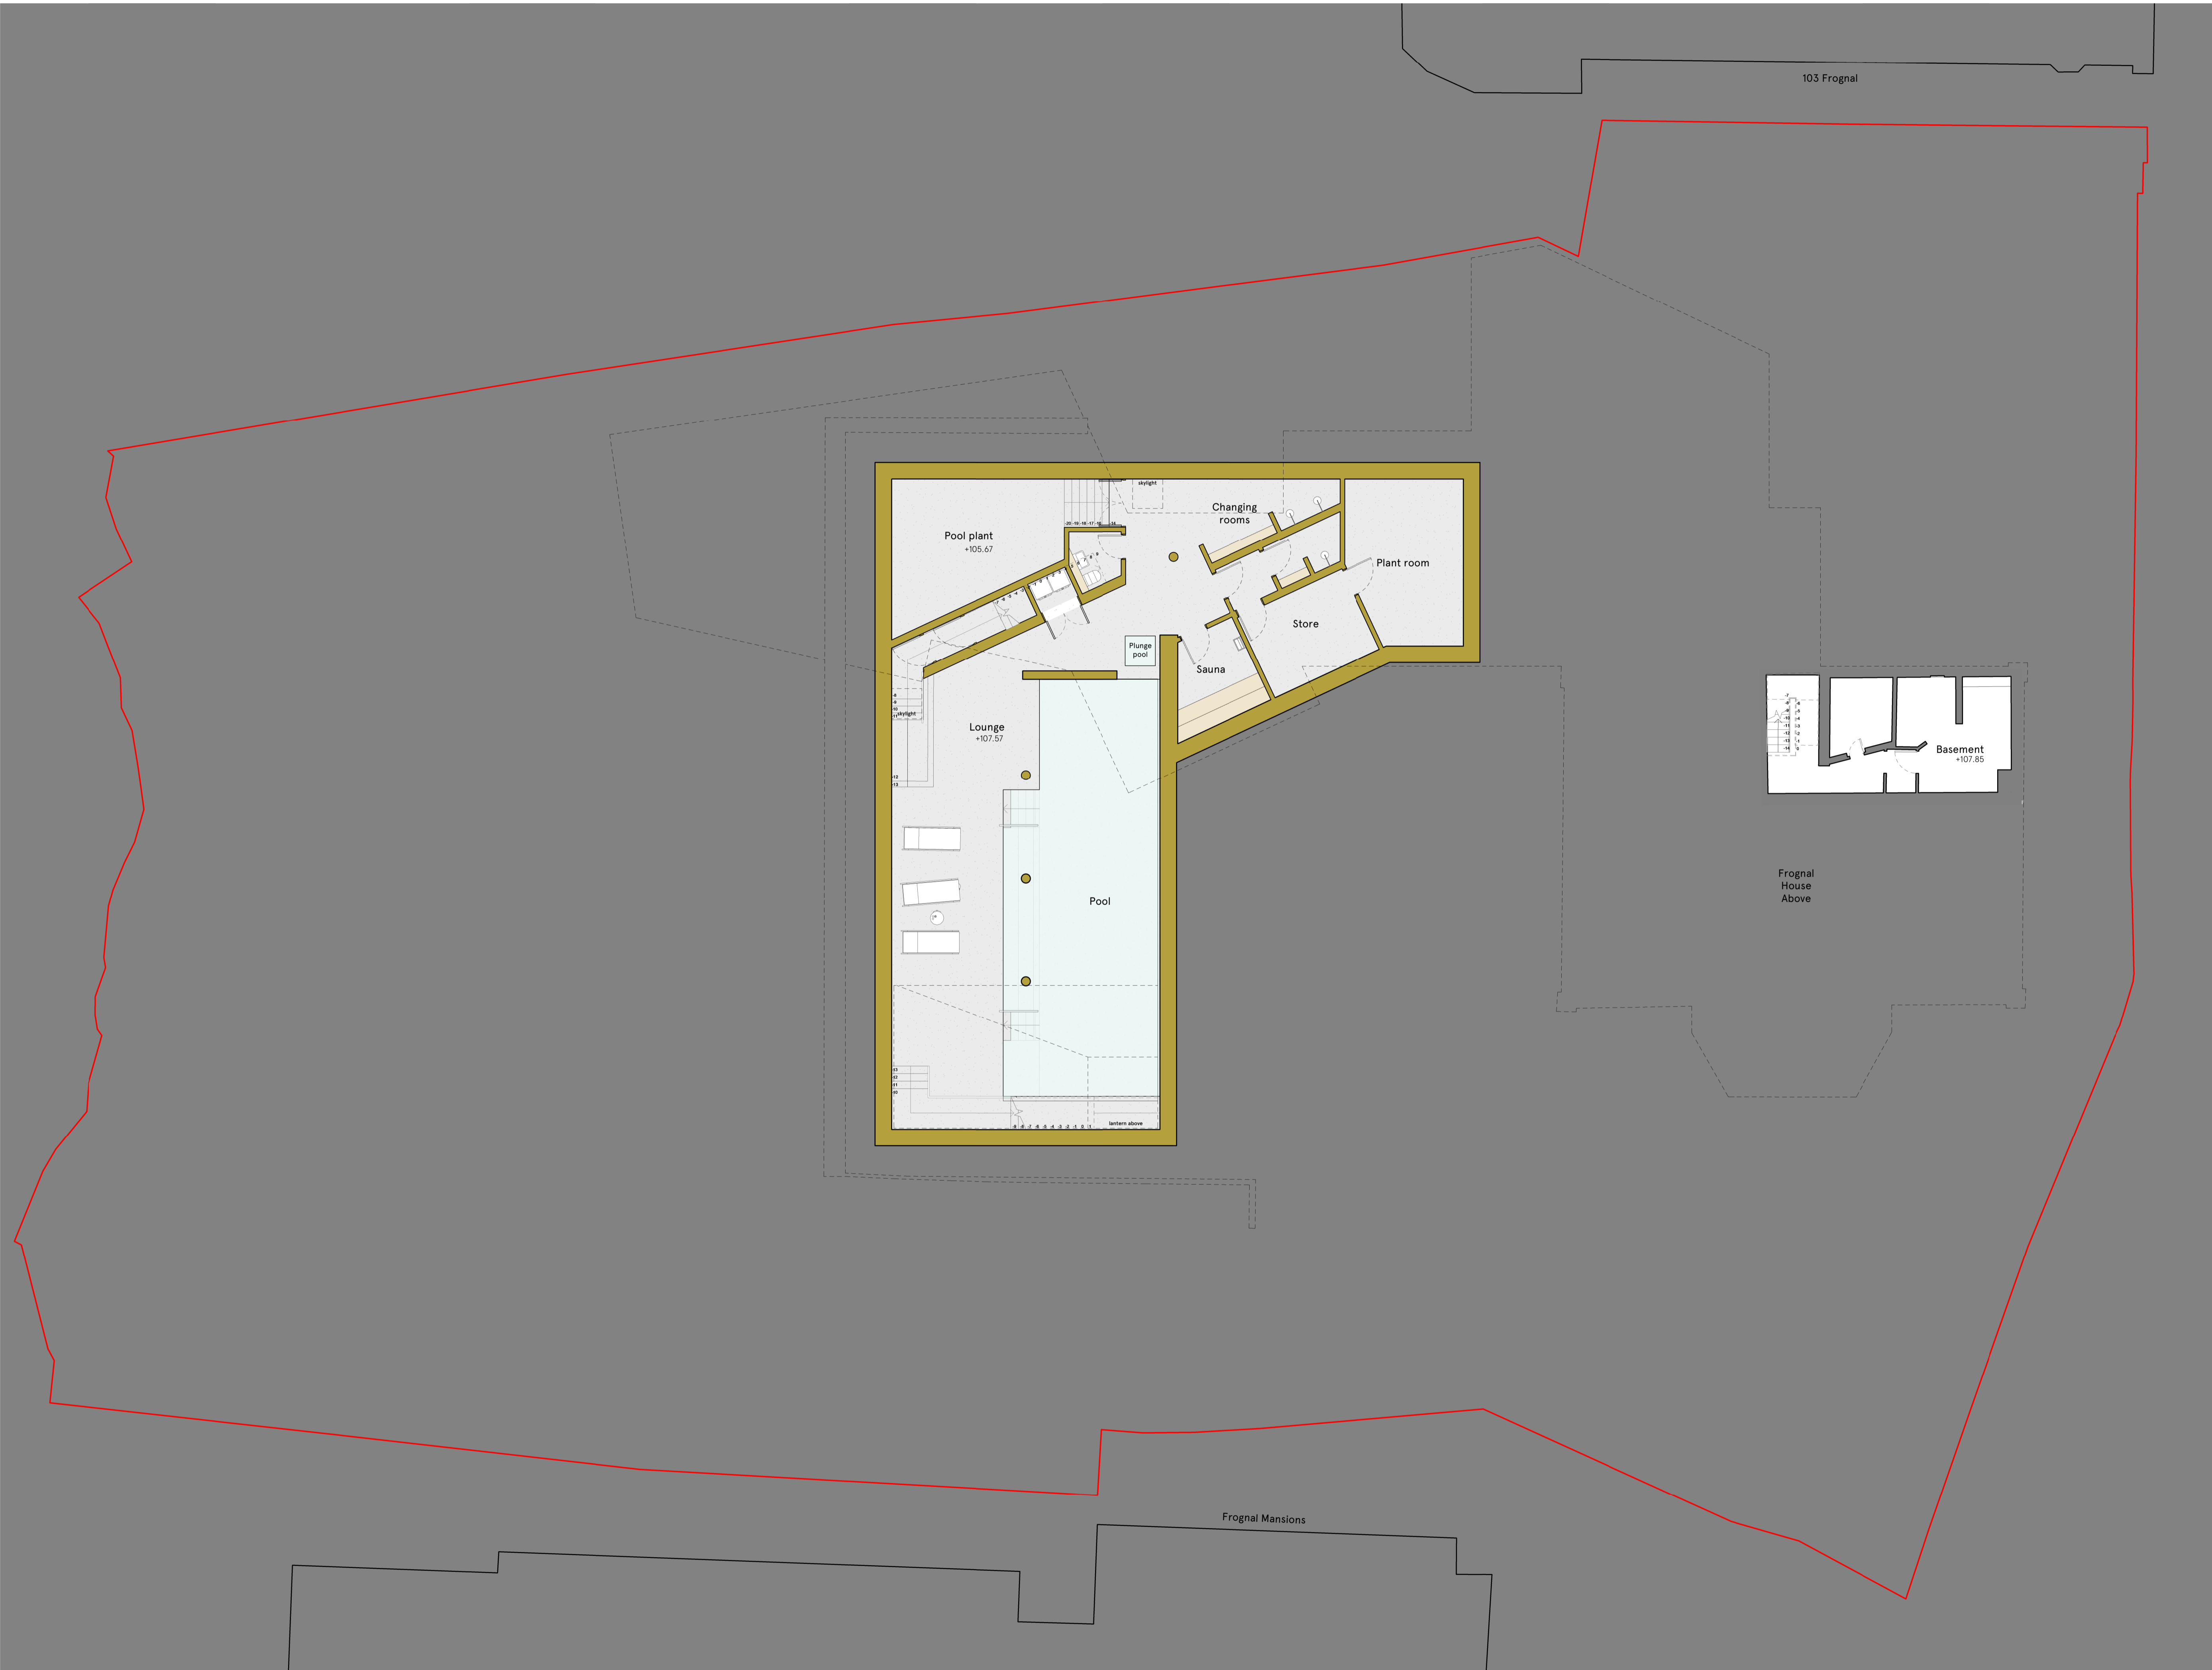 103 Frognal
skylight
Changing
rooms
Pool plant
+105.67
Plant room
Store
Plunge
pool
Sauna
skylight
Lounge
+107.57
Basement
+107.85
Frognal
House
Above
Pool
lantern above
Frognal Mansions